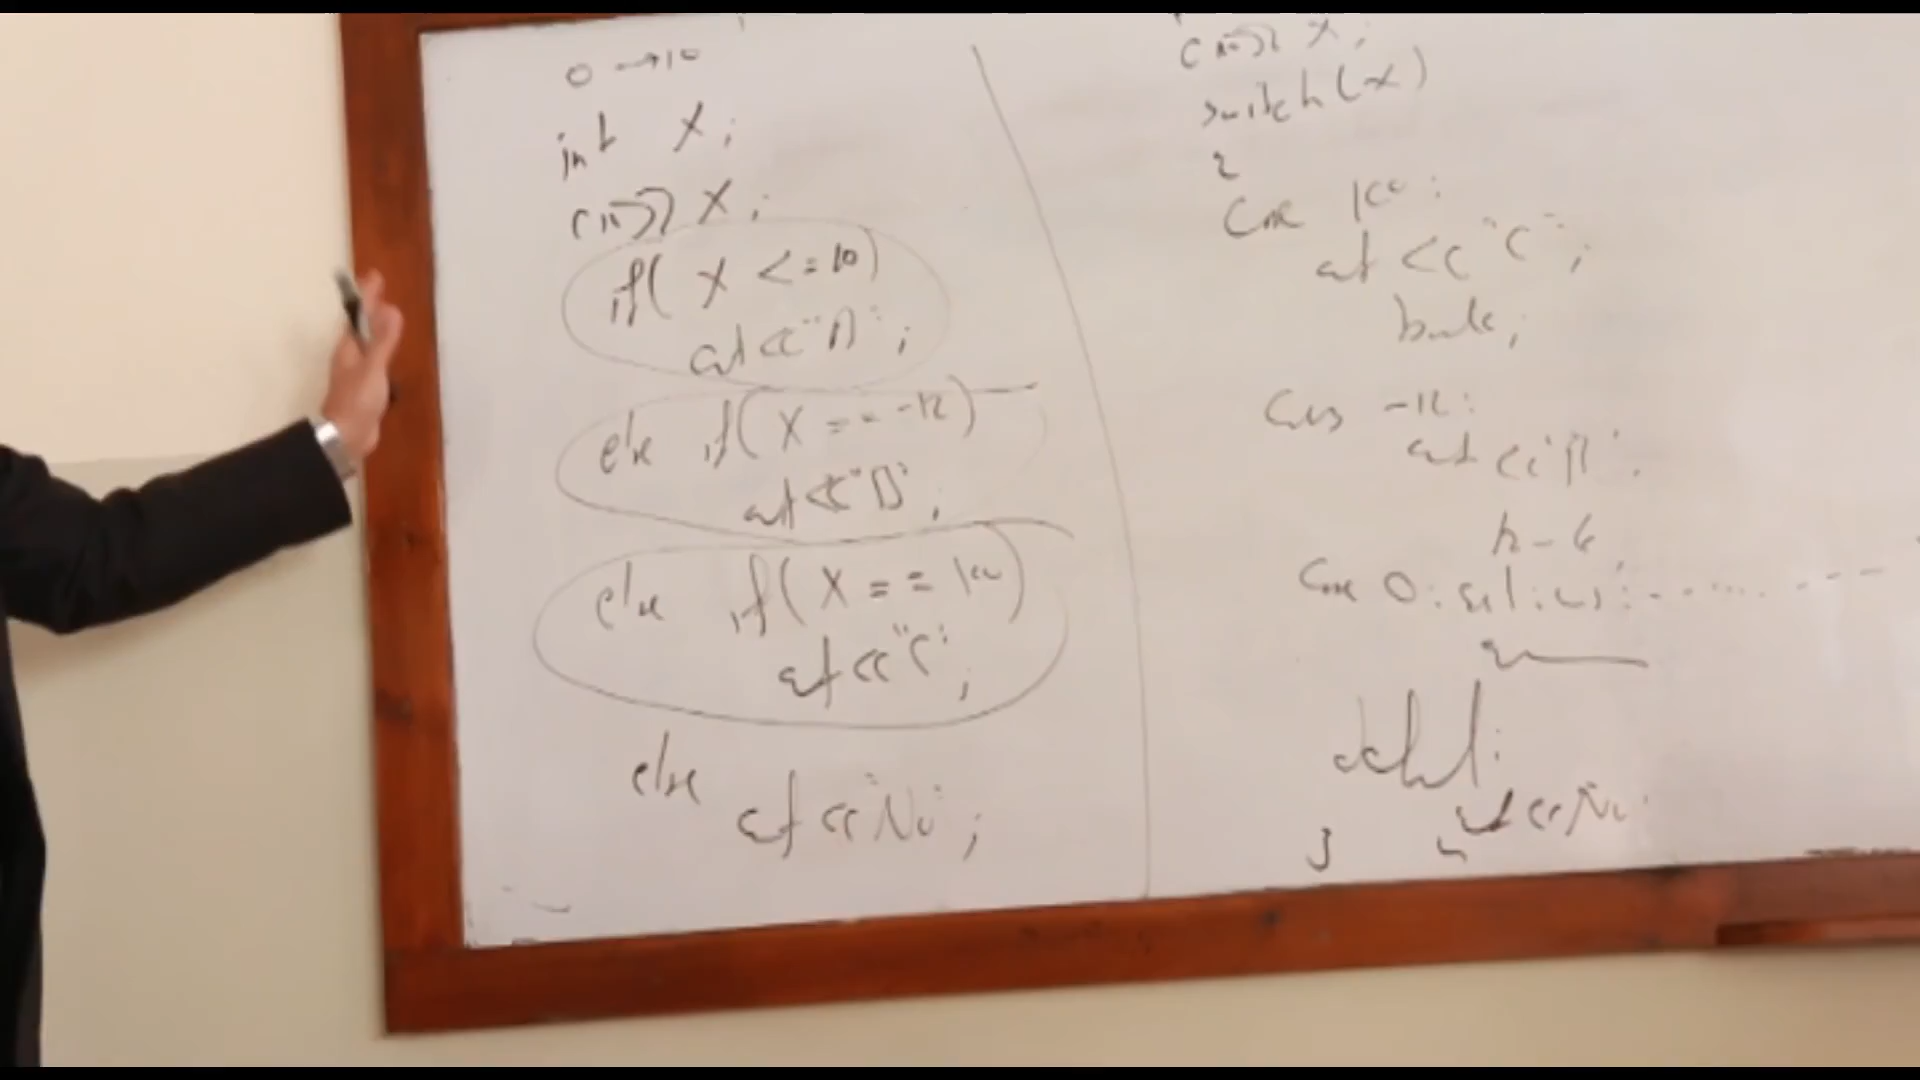 0 → 10
int X;
cin>>X;
if( X <= 10)
cout<<"A";
else if(X == -12)
cout<<"B";
else if(X == 100)
cout<<"C";
else
cout<<"No";
cin>>X;
switch(x)
{
Case 100:
cout<<"C";
break;
Case -12:
cout<<"B"
Case 0:
default:
cout<<"No"
}